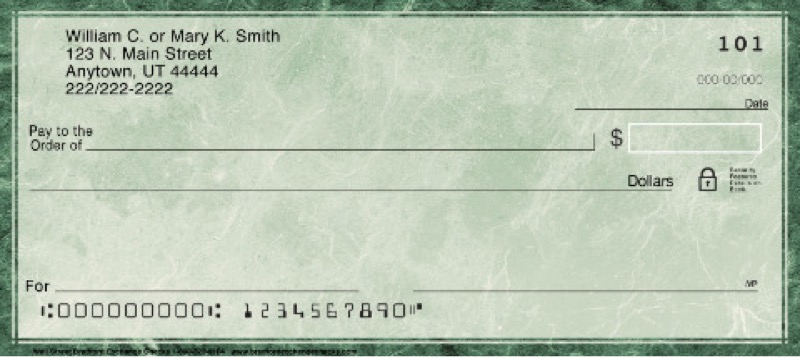 William C. or Mary K. Smith
123 N. Main Street
Anytown, UT 44444
222/222-2222
101
000-00/000
Date
Pay to the
Order of
$
Dollars
Security
Features
Details on
Back.
For
MP
⑆000000000⑆ 1234567890⑈